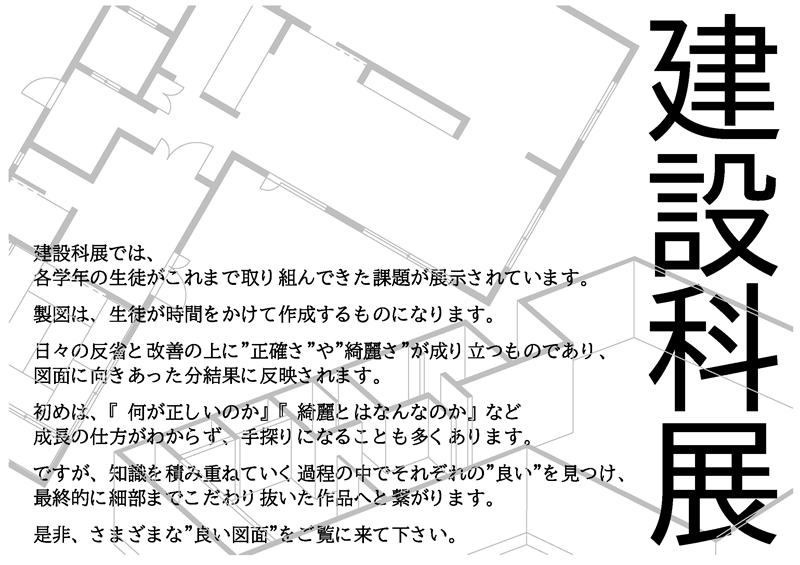 建設科展
建設科展では、
各学年の生徒がこれまで取り組んできた課題が展示されています。
製図は、生徒が時間をかけて作成するものになります。
日々の反省と改善の上に”正確さ”や”綺麗さ”が成り立つものであり、
図面に向きあった分結果に反映されます。
初めは、『何が正しいのか』『綺麗とはなんなのか』など
成長の仕方がわからず、手探りになることも多くあります。
ですが、知識を積み重ねていく過程の中でそれぞれの”良い”を見つけ、
最終的に細部までこだわり抜いた作品へと繋がります。
是非、さまざまな”良い図面”をご覧に来て下さい。